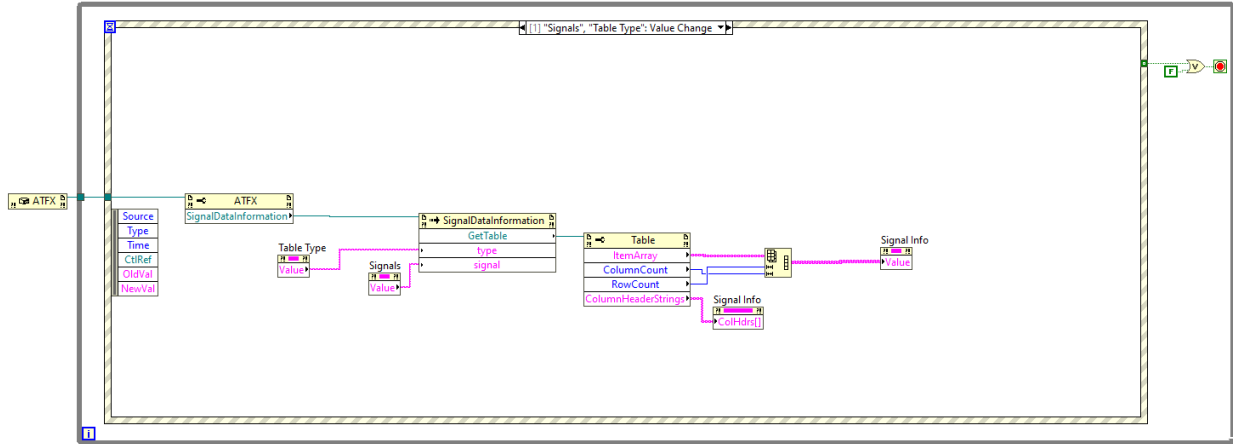 [1] "Signals", "Table Type": Value Change
F
V
ATFX
ATFX
SignalDataInformation
Source
Type
Time
CtlRef
OldVal
NewVal
SignalDataInformation
GetTable
type
signal
Table Type
Value
Signals
Value
Table
ItemArray
ColumnCount
RowCount
ColumnHeaderStrings
Signal Info
Value
Signal Info
ColHdrs[]
i